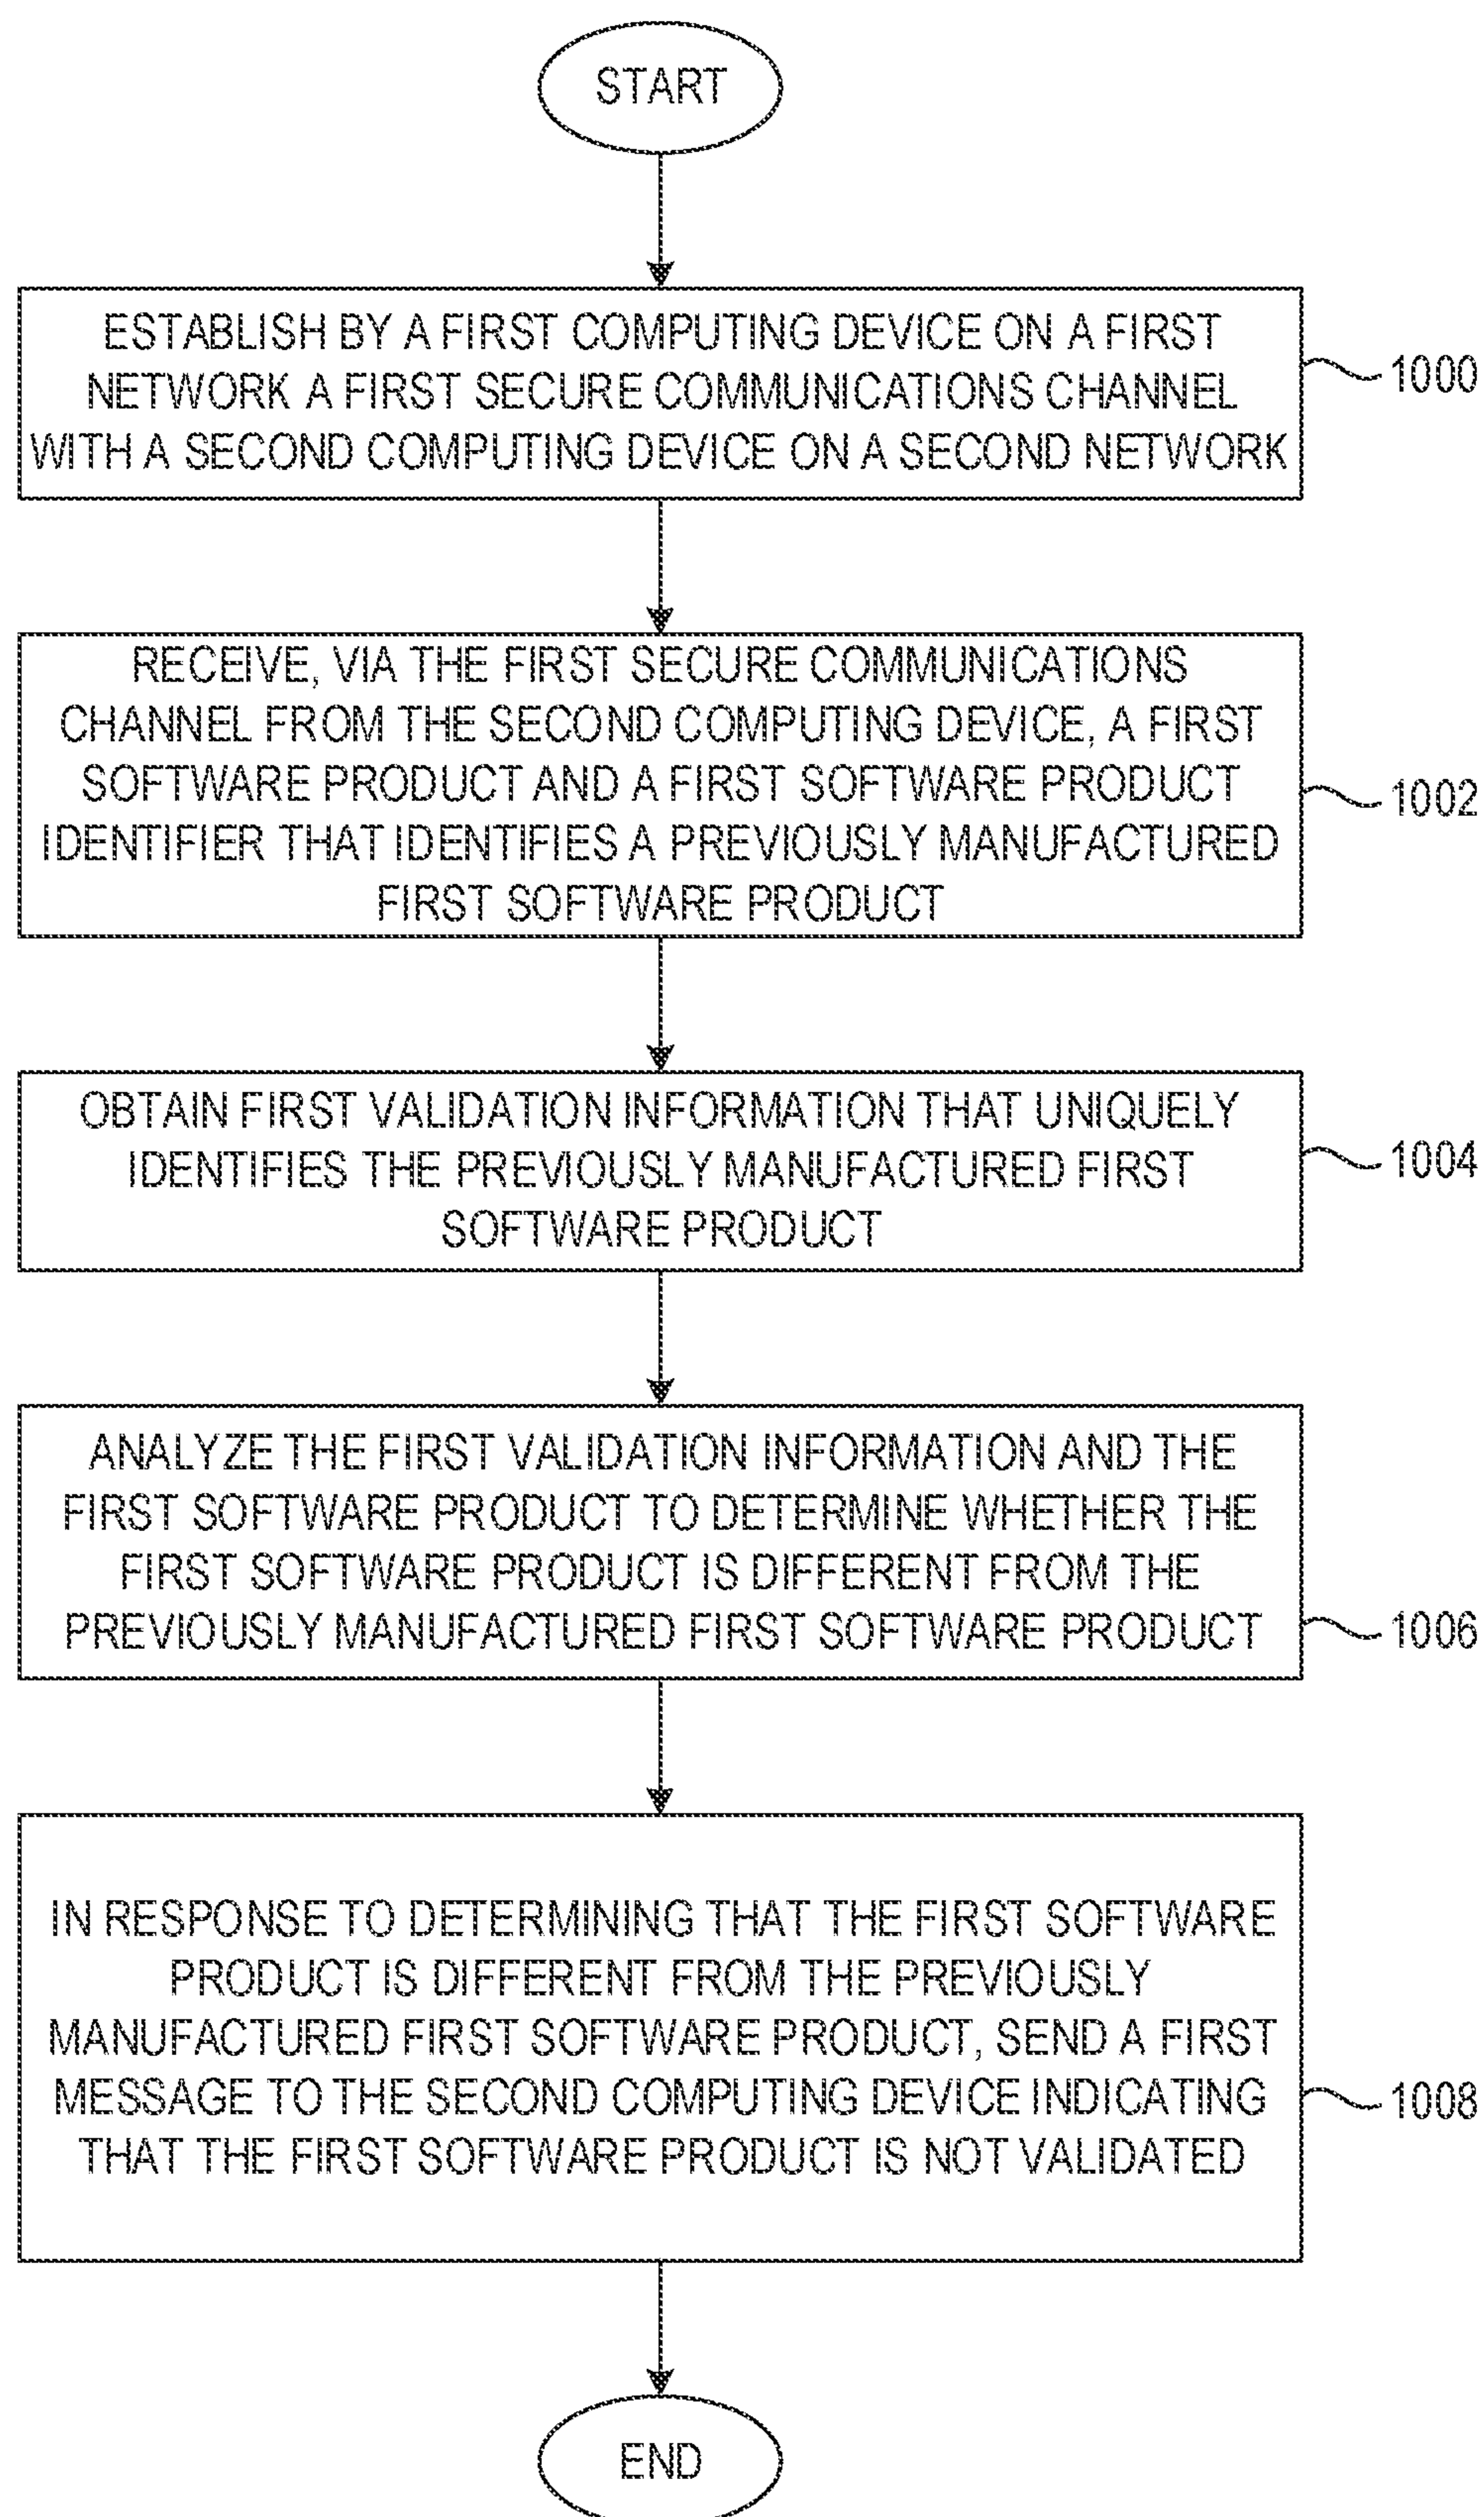 START
ESTABLISH BY A FIRST COMPUTING DEVICE ON A FIRST
NETWORK A FIRST SECURE COMMUNICATIONS CHANNEL
WITH A SECOND COMPUTING DEVICE ON A SECOND NETWORK
1000
RECEIVE, VIA THE FIRST SECURE COMMUNICATIONS
CHANNEL FROM THE SECOND COMPUTING DEVICE, A FIRST
SOFTWARE PRODUCT AND A FIRST SOFTWARE PRODUCT
IDENTIFIER THAT IDENTIFIES A PREVIOUSLY MANUFACTURED
FIRST SOFTWARE PRODUCT
1002
OBTAIN FIRST VALIDATION INFORMATION THAT UNIQUELY
IDENTIFIES THE PREVIOUSLY MANUFACTURED FIRST
SOFTWARE PRODUCT
1004
ANALYZE THE FIRST VALIDATION INFORMATION AND THE
FIRST SOFTWARE PRODUCT TO DETERMINE WHETHER THE
FIRST SOFTWARE PRODUCT IS DIFFERENT FROM THE
PREVIOUSLY MANUFACTURED FIRST SOFTWARE PRODUCT
1006
IN RESPONSE TO DETERMINING THAT THE FIRST SOFTWARE
PRODUCT IS DIFFERENT FROM THE PREVIOUSLY
MANUFACTURED FIRST SOFTWARE PRODUCT, SEND A FIRST
MESSAGE TO THE SECOND COMPUTING DEVICE INDICATING
THAT THE FIRST SOFTWARE PRODUCT IS NOT VALIDATED
1008
END